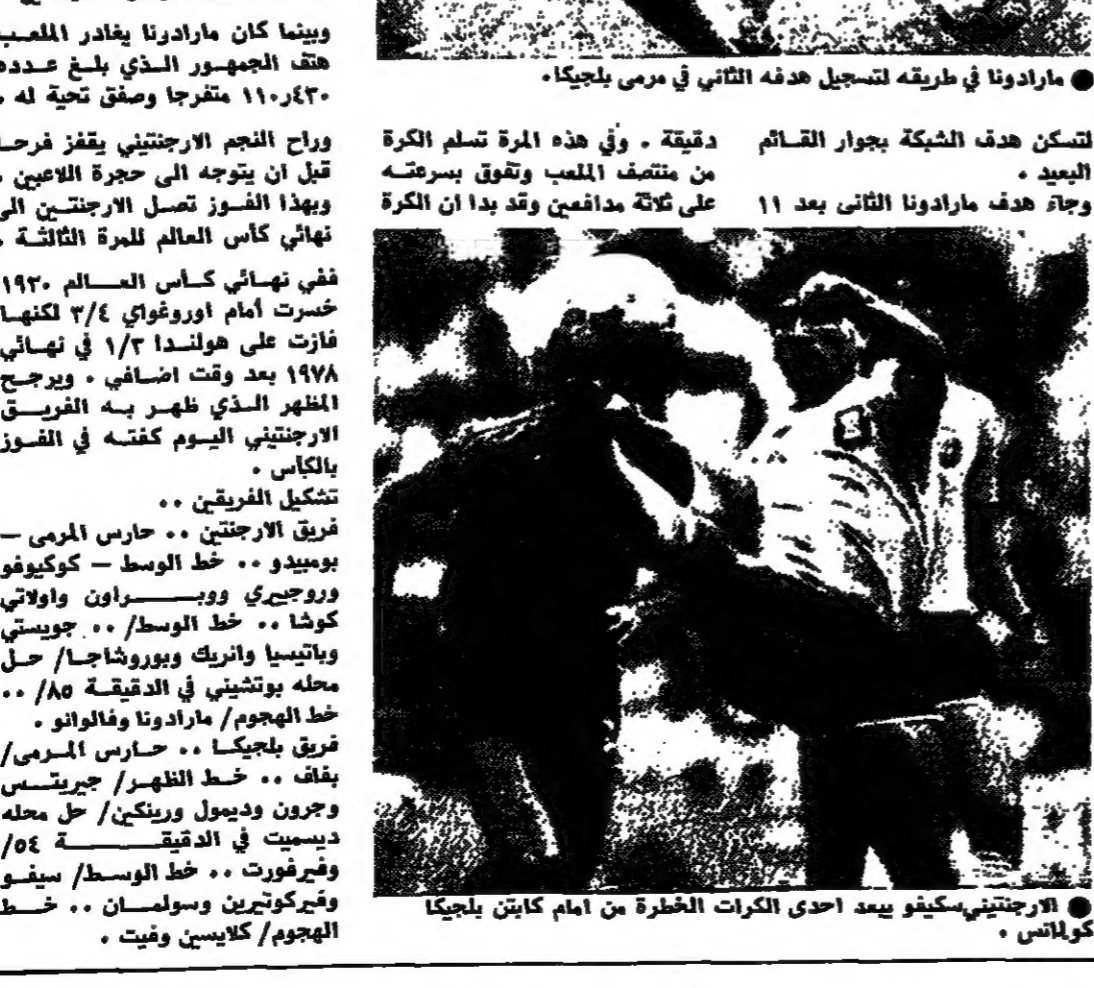 ● مارادونا في طريقه لتسجيل هدفه الثاني في مرمى بلجيكا.
لتسكن هدف الشبكة بجوار القائم
البعيد .
وجاء هدف مارادونا الثانى بعد ١١
دقيقة . وفي هذه المرة تسلم الكرة
من منتصف الملعب وتفوق بسرعته
على ثلاثة مدافعين وقد بدا ان الكرة
● الارجنتيني سكيفو يبعد احدى الكرات الخطرة من امام كابتن بلجيكا
كولمانس .
وبينما كان مارادونا يغادر الملعب
هتف الجمهور الذي بلغ عدده
١١٠ر٤٣٠ متفرجا وصفق تحية له .
وراح النجم الارجنتيني يقفز فرحا
قبل ان يتوجه الى حجرة اللاعبين .
وبهذا الفوز تصل الارجنتين الى
نهائي كأس العالم للمرة الثالثة .
ففي نهائي كأس العالم ١٩٣٠
خسرت أمام اوروغواي ٣/٤ لكنها
فازت على هولندا ١/٣ في نهائي
١٩٧٨ بعد وقت اضافي . ويرجح
المظهر الذي ظهر به الفريق
الارجنتيني اليوم كفته في الفوز
بالكأس .
تشكيل الفريقين ..
فريق الارجنتين .. حارس المرمى —
بومبيدو .. خط الوسط — كوكيوفو
وروجيري ووبراون واولاتي
كوشا .. خط الوسط/ .. جويستي
وباتيسيا وانريك وبوروشاجا/ حل
محله بوتشيني في الدقيقة ٨٥/ ..
خط الهجوم/ مارادونا وفالوانو .
فريق بلجيكا .. حارس المرمى/
بفاف .. خط الظهر/ جيريتس
وجرون وديمول ورينكين/ حل محله
ديسميت في الدقيقة ٥٤/
وفيرفورت .. خط الوسط/ سيفو
وفيركوتيرين وسولمان .. خط
الهجوم/ كلايسين وفيت .